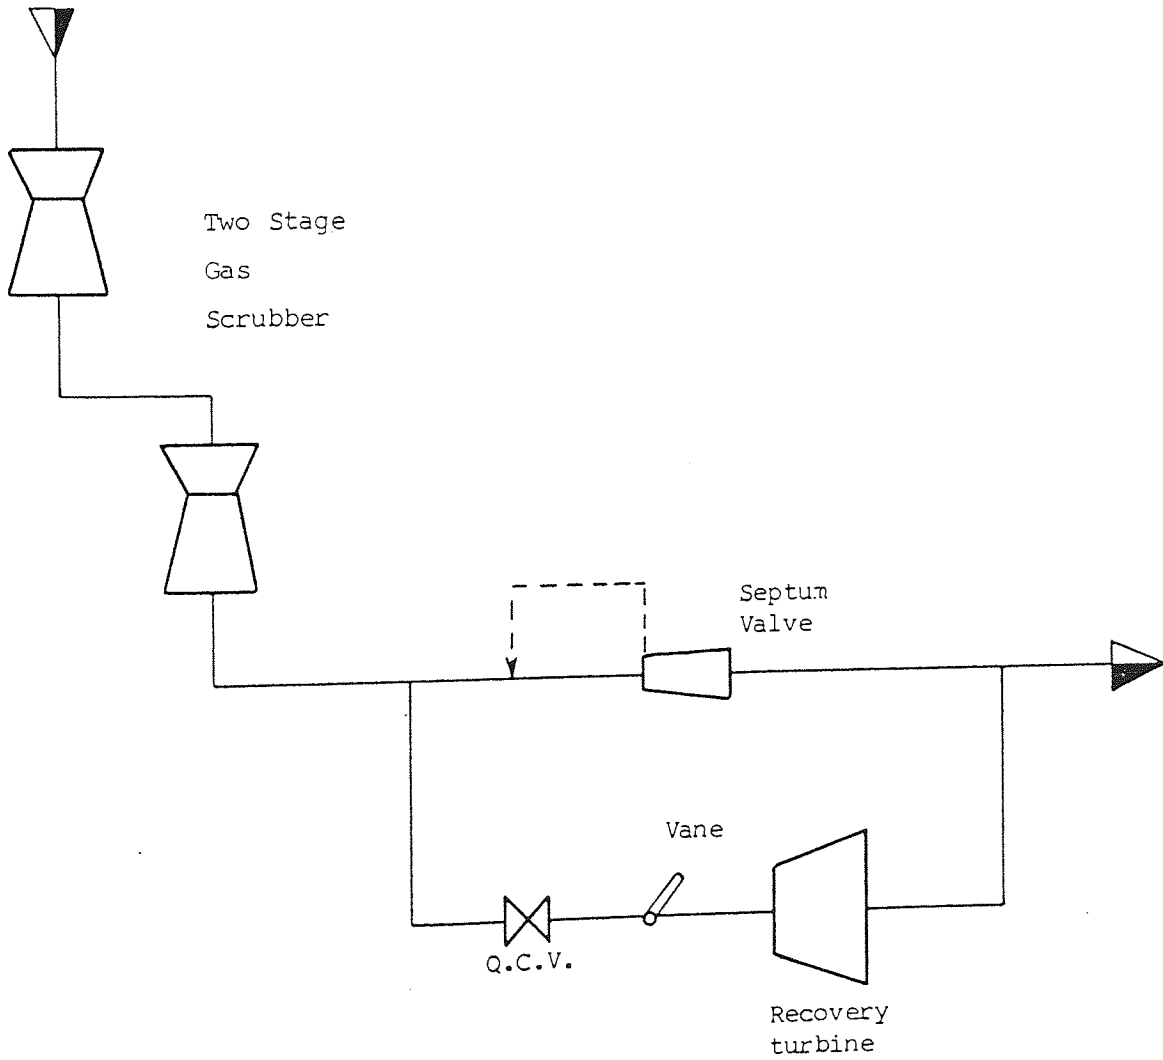 Two Stage
Gas
Scrubber
Septum
Valve
Vane
Q.C.V.
Recovery
turbine